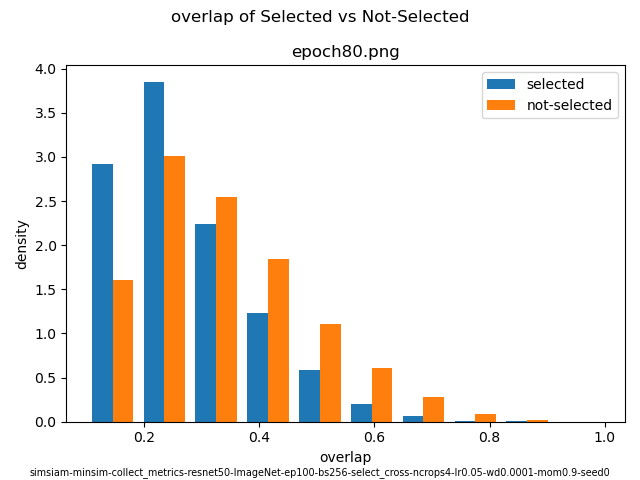 overlap of Selected vs Not-Selected
epoch80.png
4.0
3.5
3.0
2.5
2.0
1.5
1.0
0.5
0.0
density
selected
not-selected
0.2 0.4 0.6 0.8 1.0
overlap
simsiam-minsim-collect_metrics-resnet50-ImageNet-ep100-bs256-select_cross-ncrops4-lr0.05-wd0.0001-mom0.9-seed0